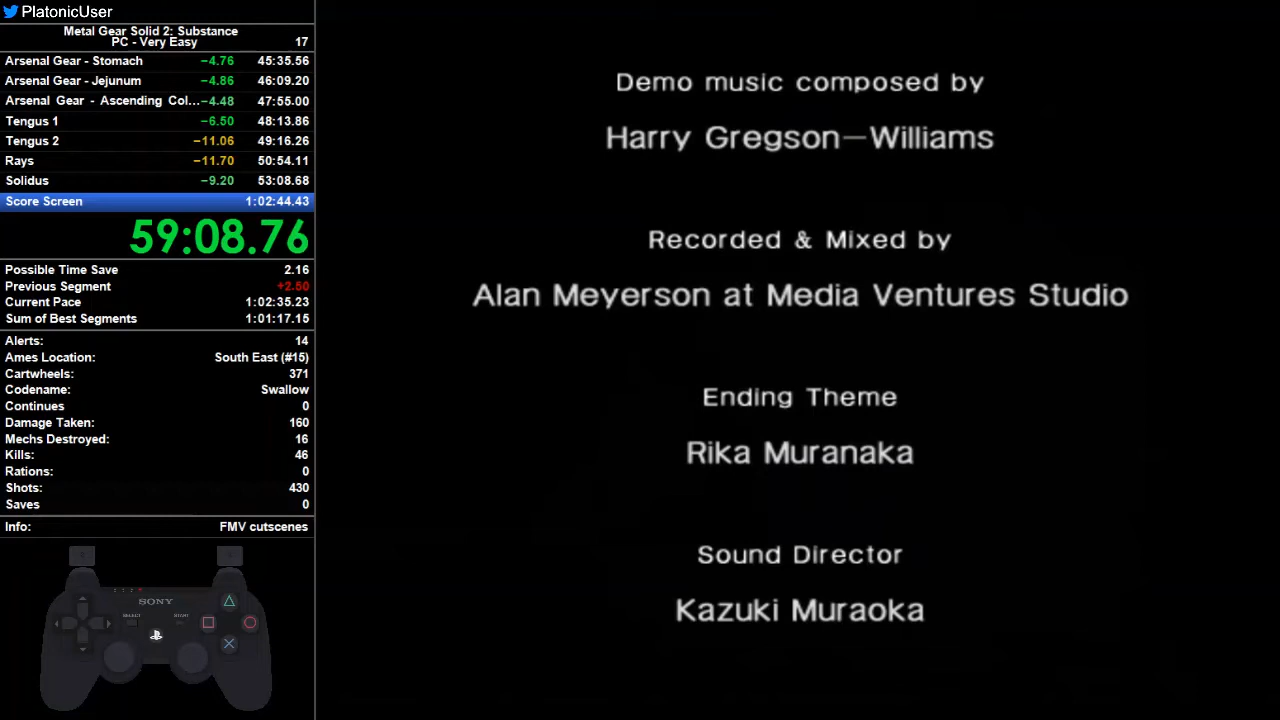 PlatonicUser
Metal Gear Solid 2: Substance
PC - Very Easy 17
Arsenal Gear - Stomach −4.76 45:35.56
Arsenal Gear - Jejunum −4.86 46:09.20
Arsenal Gear - Ascending Col... −4.48 47:55.00
Tengus 1 −6.50 48:13.86
Tengus 2 −11.06 49:16.26
Rays −11.70 50:54.11
Solidus −9.20 53:08.68
Score Screen 1:02:44.43
59:08.76
Possible Time Save 2.16
Previous Segment +2.50
Current Pace 1:02:35.23
Sum of Best Segments 1:01:17.15
Alerts: 14
Ames Location: South East (#15)
Cartwheels: 371
Codename: Swallow
Continues 0
Damage Taken: 160
Mechs Destroyed: 16
Kills: 46
Rations: 0
Shots: 430
Saves 0
Info: FMV cutscenes
SONY
SELECT START
Demo music composed by
Harry Gregson−Williams
Recorded & Mixed by
Alan Meyerson at Media Ventures Studio
Ending Theme
Rika Muranaka
Sound Director
Kazuki Muraoka